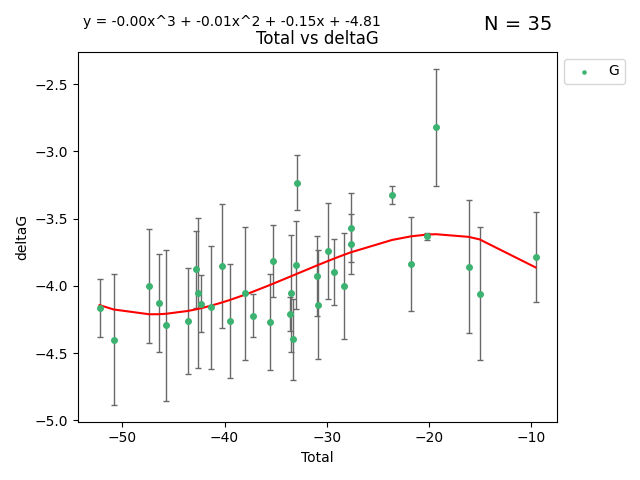 y = -0.00x^3 + -0.01x^2 + -0.15x + -4.81
N = 35
Total vs deltaG
G
deltaG
−2.5
−3.0
−3.5
−4.0
−4.5
−5.0
−50
−40
−30
−20
−10
Total